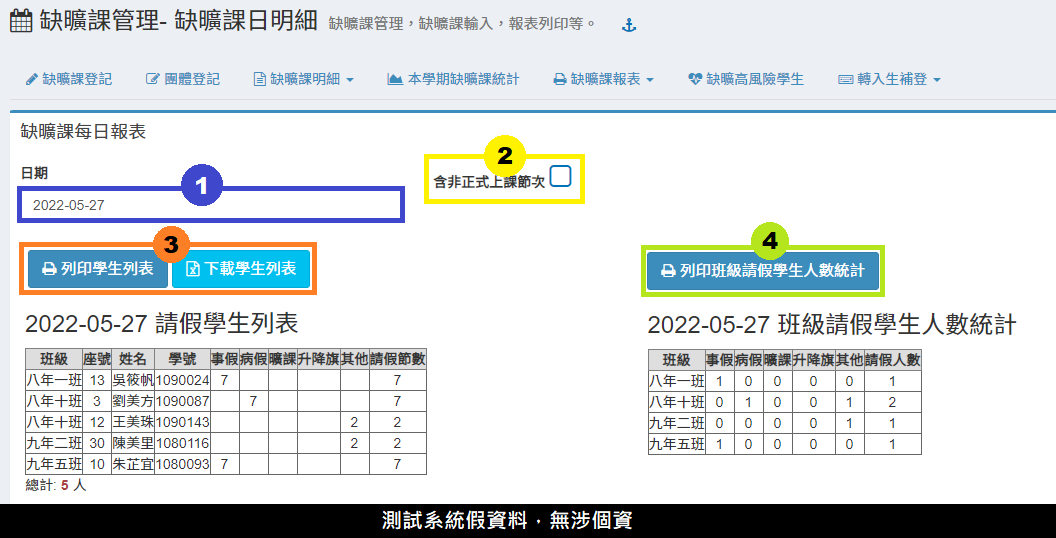 缺曠課管理- 缺曠課日明細 缺曠課管理，缺曠課輸入，報表列印等。
缺曠課登記 團體登記 缺曠課明細 本學期缺曠課統計 缺曠課報表 缺曠高風險學生 轉入生補登
缺曠課每日報表
日期
1
2022-05-27
2
含非正式上課節次
3
列印學生列表 下載學生列表
4
列印班級請假學生人數統計
2022-05-27 請假學生列表
班級 座號 姓名 學號 事假 病假 曠課 升降旗 其他 請假節數
八年一班 13 吳筱帆 1090024 7 7
八年十班 3 劉美方 1090087 7 7
八年十班 12 王美珠 1090143 2 2
九年二班 30 陳美里 1080116 2 2
九年五班 10 朱芷宜 1080093 7 7
總計: 5 人
2022-05-27 班級請假學生人數統計
班級 事假 病假 曠課 升降旗 其他 請假人數
八年一班 1 0 0 0 0 1
八年十班 0 1 0 0 1 2
九年二班 0 0 0 0 1 1
九年五班 1 0 0 0 0 1
測試系統假資料，無涉個資